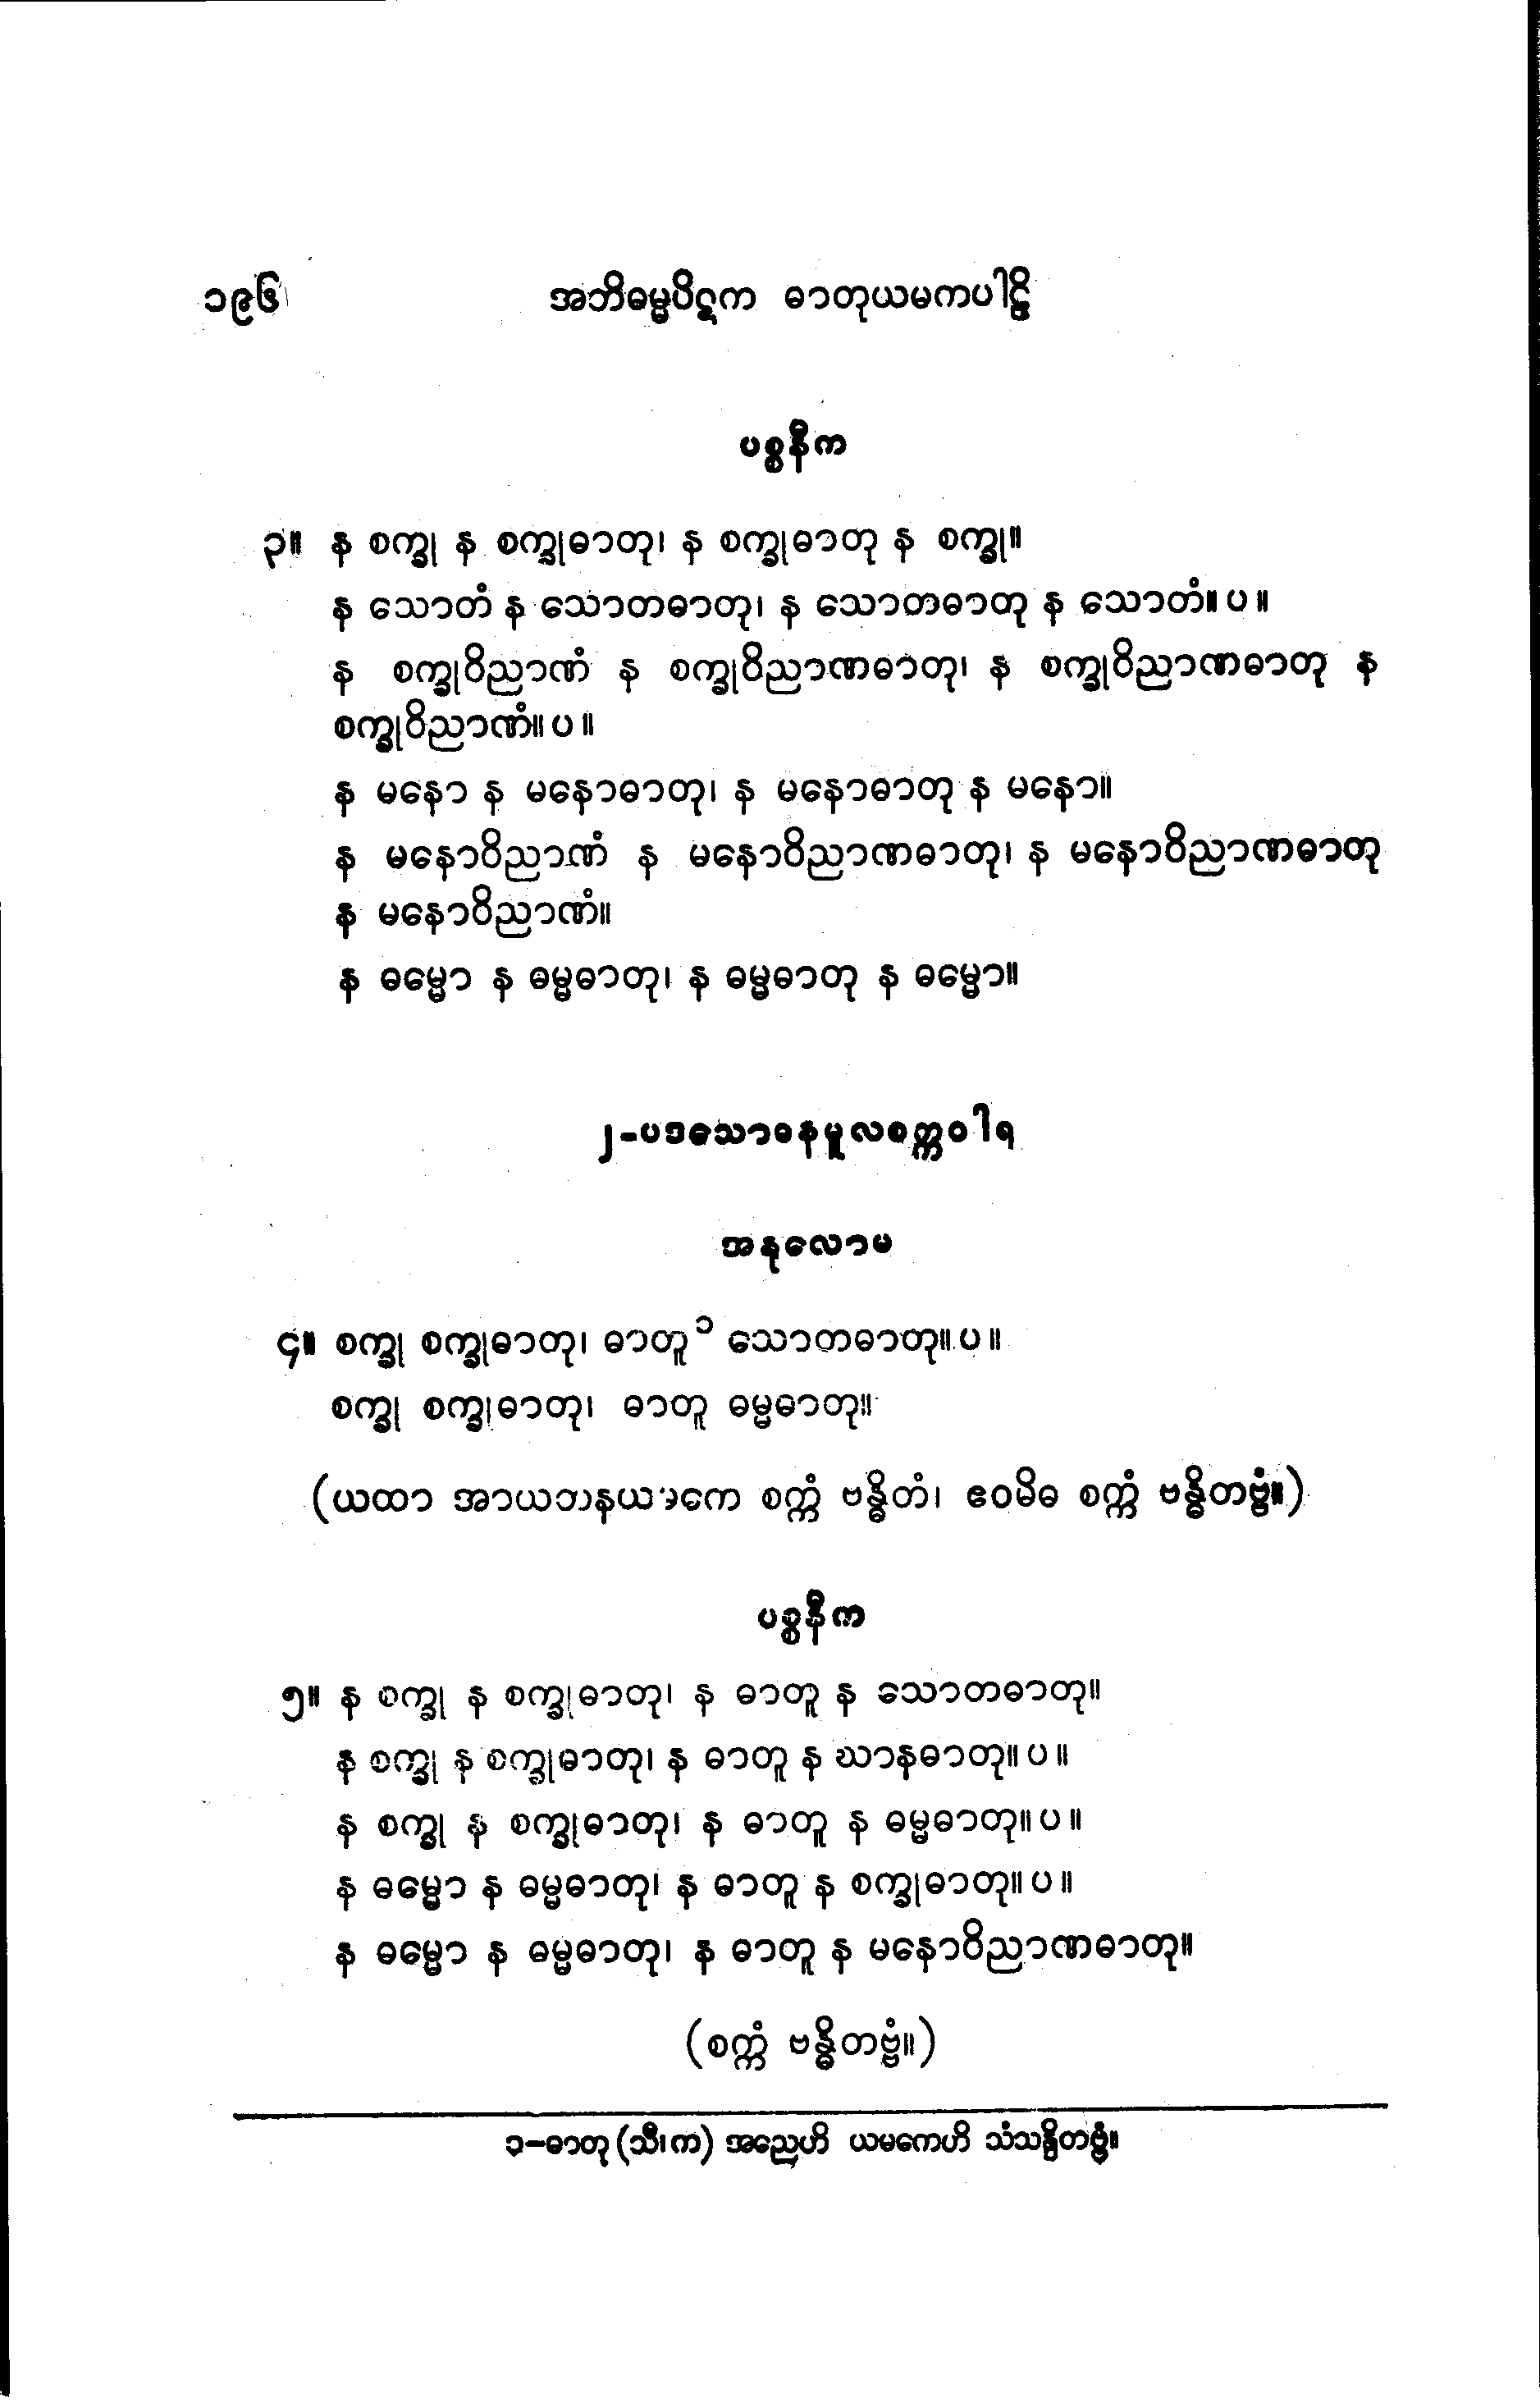 ၁၉၆ အဘိဓမ္မပိဋက ဓာတုယမကပါဠိ
ပစ္စနီက
၃။ န စက္ခု န စက္ခုဓာတု၊ န စက္ခုဓာတု န စက္ခု။
န သောတံ န သောတဓာတု၊ န သောတဓာတု န သောတံ။ပ။
န စက္ခုဝိညာဏံ န စက္ခုဝိညာဏဓာတု၊ န စက္ခုဝိညာဏဓာတု န
စက္ခုဝိညာဏံ။ပ။
န မနော န မနောဓာတု၊ န မနောဓာတု န မနော။
န မနောဝိညာဏံ န မနောဝိညာဏဓာတု၊ န မနောဝိညာဏဓာတု
န မနောဝိညာဏံ။
န ဓမ္မော န ဓမ္မဓာတု၊ န ဓမ္မဓာတု န ဓမ္မော။
၂-ပဒသောဓနမူလစက္ကဝါရ
အနုလောမ
၄။ စက္ခု စက္ခုဓာတု၊ ဓာတူ ၁ သောတဓာတု။ပ။
စက္ခု စက္ခုဓာတု၊ ဓာတူ ဓမ္မဓာတု။
(ယထာ အာယတနယမကေ စက္ကံ ဗန္ဓိတံ၊ ဧဝမိဓ စက္ကံ ဗန္ဓိတဗ္ဗံ။)
ပစ္စနီက
၅။ န စက္ခု န စက္ခုဓာတု၊ န ဓာတူ န သောတဓာတု။
န စက္ခု န စက္ခုဓာတု၊ န ဓာတူ န ဃာနဓာတု။ပ။
န စက္ခု န စက္ခုဓာတု၊ န ဓာတူ န ဓမ္မဓာတု။ပ။
န ဓမ္မော န ဓမ္မဓာတု၊ န ဓာတူ န စက္ခုဓာတု။ပ။
န ဓမ္မော န ဓမ္မဓာတု၊ န ဓာတူ န မနောဝိညာဏဓာတု။
(စက္ကံ ဗန္ဓိတဗ္ဗံ။)
၁-ဓာတု (သီ၊က) အညေဟိ ယမကေဟိ သံသန္ဒိတဗ္ဗံ။